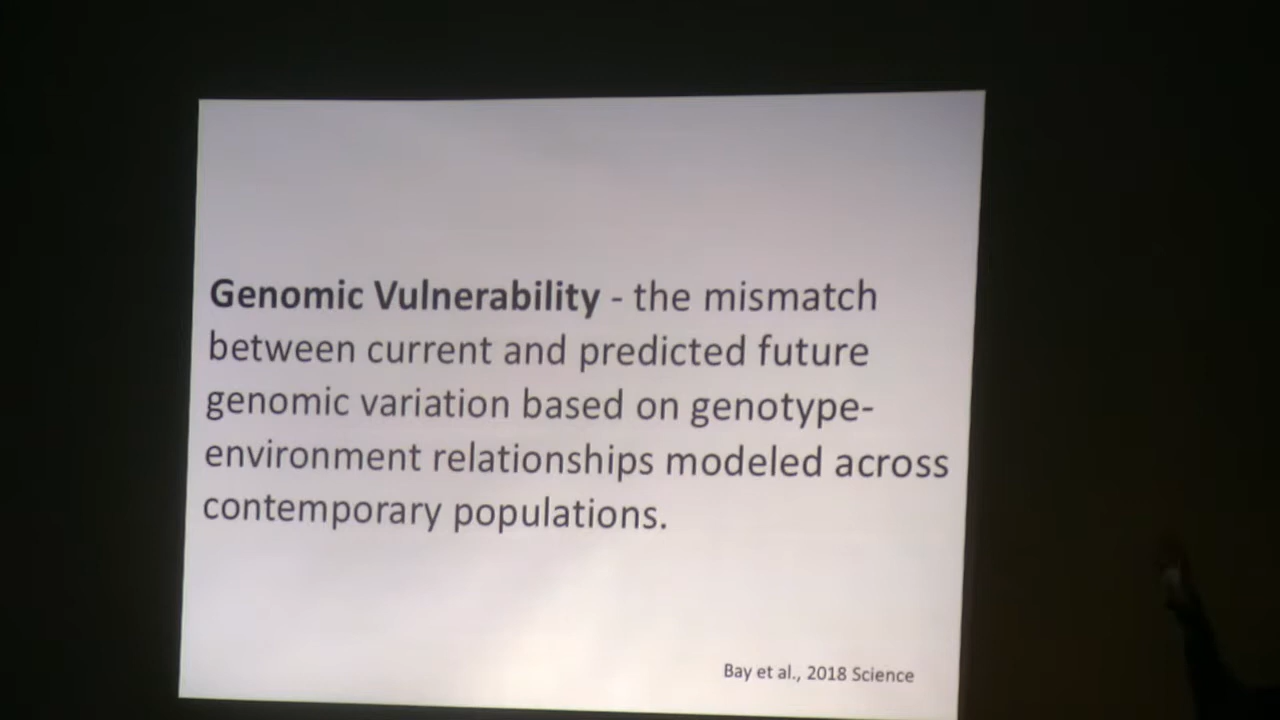 Genomic Vulnerability - the mismatch
between current and predicted future
genomic variation based on genotype-
environment relationships modeled across
contemporary populations.
Bay et al., 2018 Science